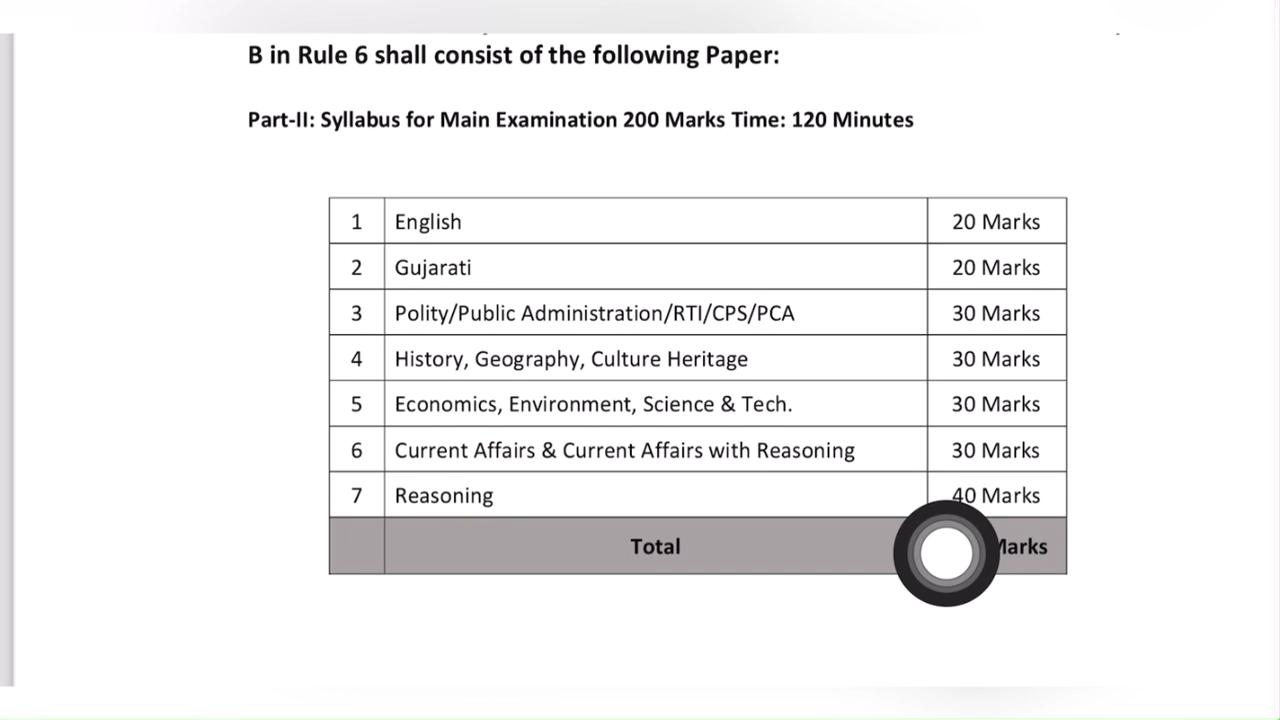 B in Rule 6 shall consist of the following Paper:
Part-II: Syllabus for Main Examination 200 Marks Time: 120 Minutes
1 English 20 Marks
2 Gujarati 20 Marks
3 Polity/Public Administration/RTI/CPS/PCA 30 Marks
4 History, Geography, Culture Heritage 30 Marks
5 Economics, Environment, Science & Tech. 30 Marks
6 Current Affairs & Current Affairs with Reasoning 30 Marks
7 Reasoning 40 Marks
Total Marks